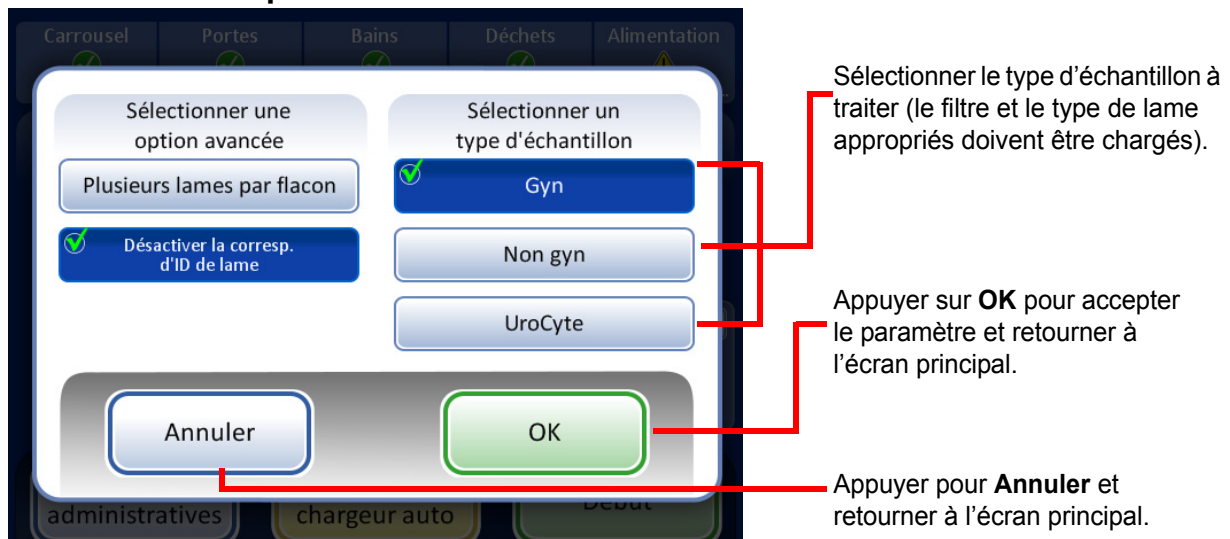 Carrousel Portes Bains Déchets Alimentation
Sélectionner une
option avancée
Plusieurs lames par flacon
Désactiver la corresp.
d'ID de lame
Sélectionner un
type d'échantillon
Gyn
Non gyn
UroCyte
Annuler
OK
administratives
chargeur auto
Début
Sélectionner le type d'échantillon à
traiter (le filtre et le type de lame
appropriés doivent être chargés).
Appuyer sur OK pour accepter
le paramètre et retourner à
l'écran principal.
Appuyer pour Annuler et
retourner à l'écran principal.